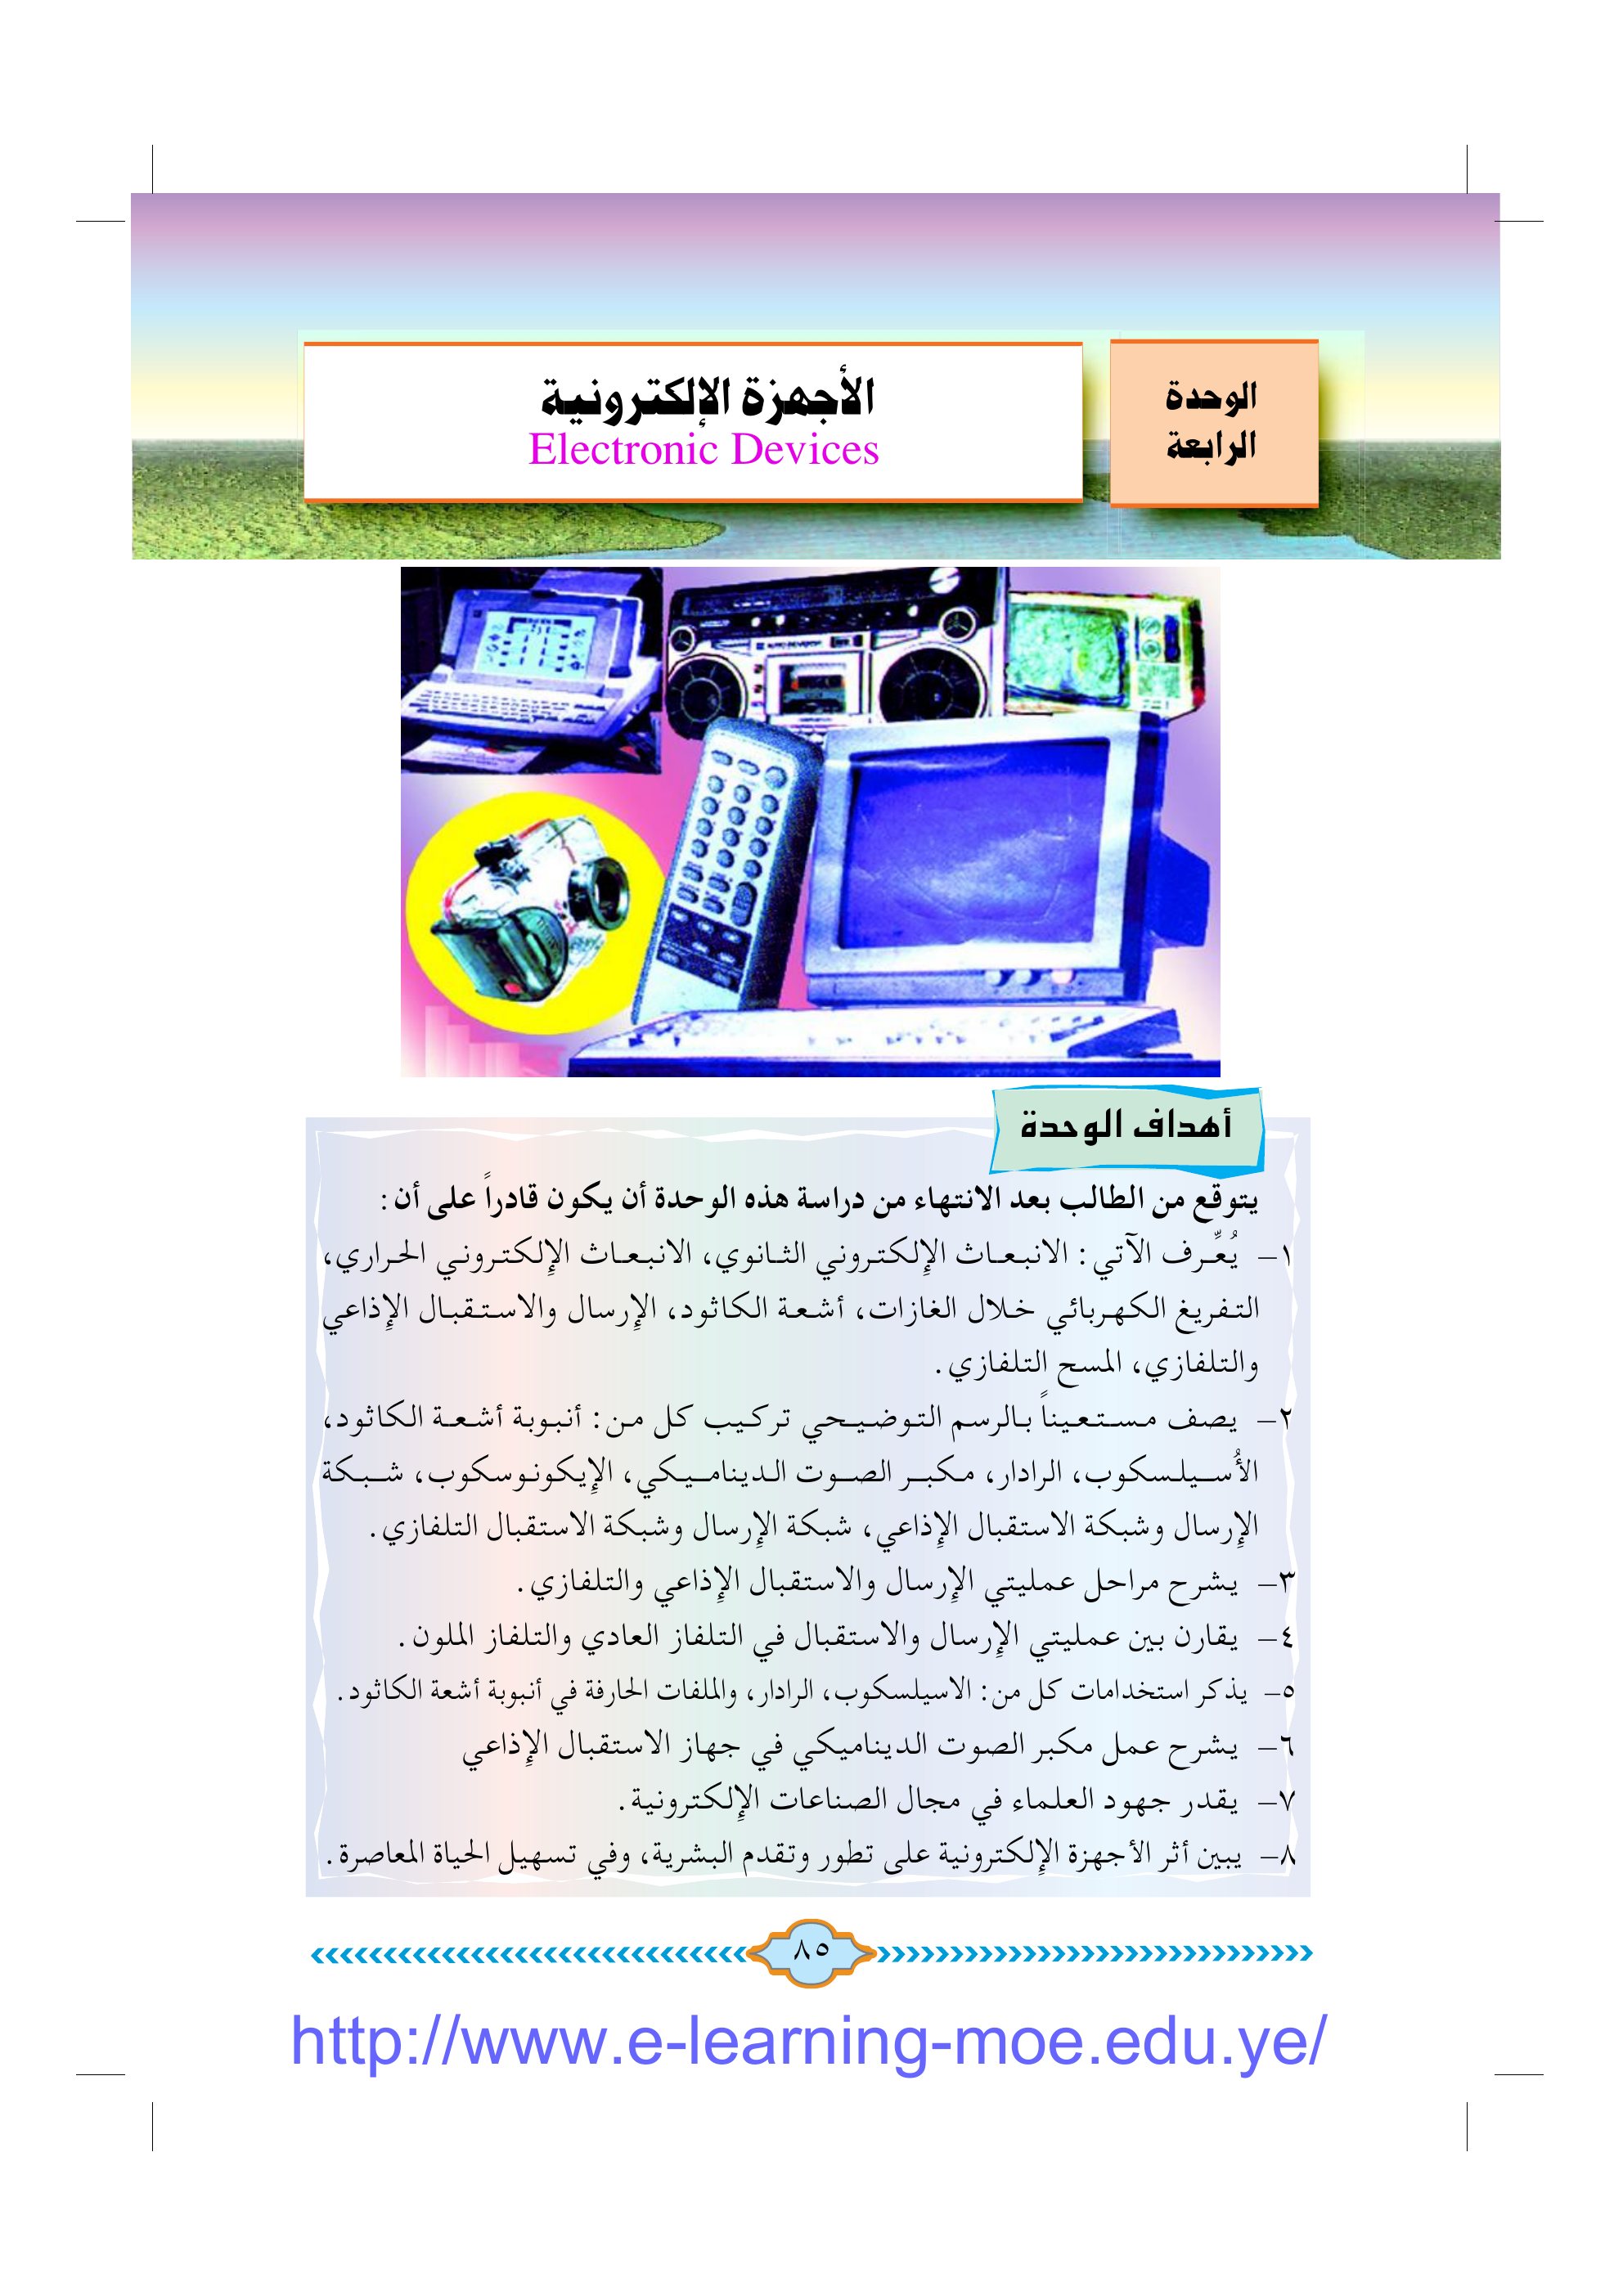 الوحدة
الرابعة
الأجهزة الإلكترونية
Electronic Devices
أهداف الوحدة
يتوقع من الطالب بعد الانتهاء من دراسة هذه الوحدة أن يكون قادراً على أن :
١– يُعِّرف الآتي : الانبعاث الإلكتروني الثانوي، الانبعاث الإلكتروني الحراري،
التفريغ الكهربائي خلال الغازات، أشعة الكاثود، الإرسال والاستقبال الإذاعي
والتلفازي، المسح التلفازي .
٢– يصف مستعيناً بالرسم التوضيحي تركيب كل من : أنبوبة أشعة الكاثود،
الأُسيلسكوب، الرادار، مكبر الصوت الديناميكي، الإيكونوسكوب، شبكة
الإرسال وشبكة الاستقبال الإذاعي، شبكة الإرسال وشبكة الاستقبال التلفازي .
٣– يشرح مراحل عمليتي الإرسال والاستقبال الإذاعي والتلفازي .
٤– يقارن بين عمليتي الإرسال والاستقبال في التلفاز العادي والتلفاز الملون .
٥– يذكر استخدامات كل من : الاسيلسكوب، الرادار، والملفات الحارفة في أنبوبة أشعة الكاثود .
٦– يشرح عمل مكبر الصوت الديناميكي في جهاز الاستقبال الإذاعي
٧– يقدر جهود العلماء في مجال الصناعات الإلكترونية .
٨– يبين أثر الأجهزة الإلكترونية على تطور وتقدم البشرية، وفي تسهيل الحياة المعاصرة .
٨٥
http://www.e-learning-moe.edu.ye/